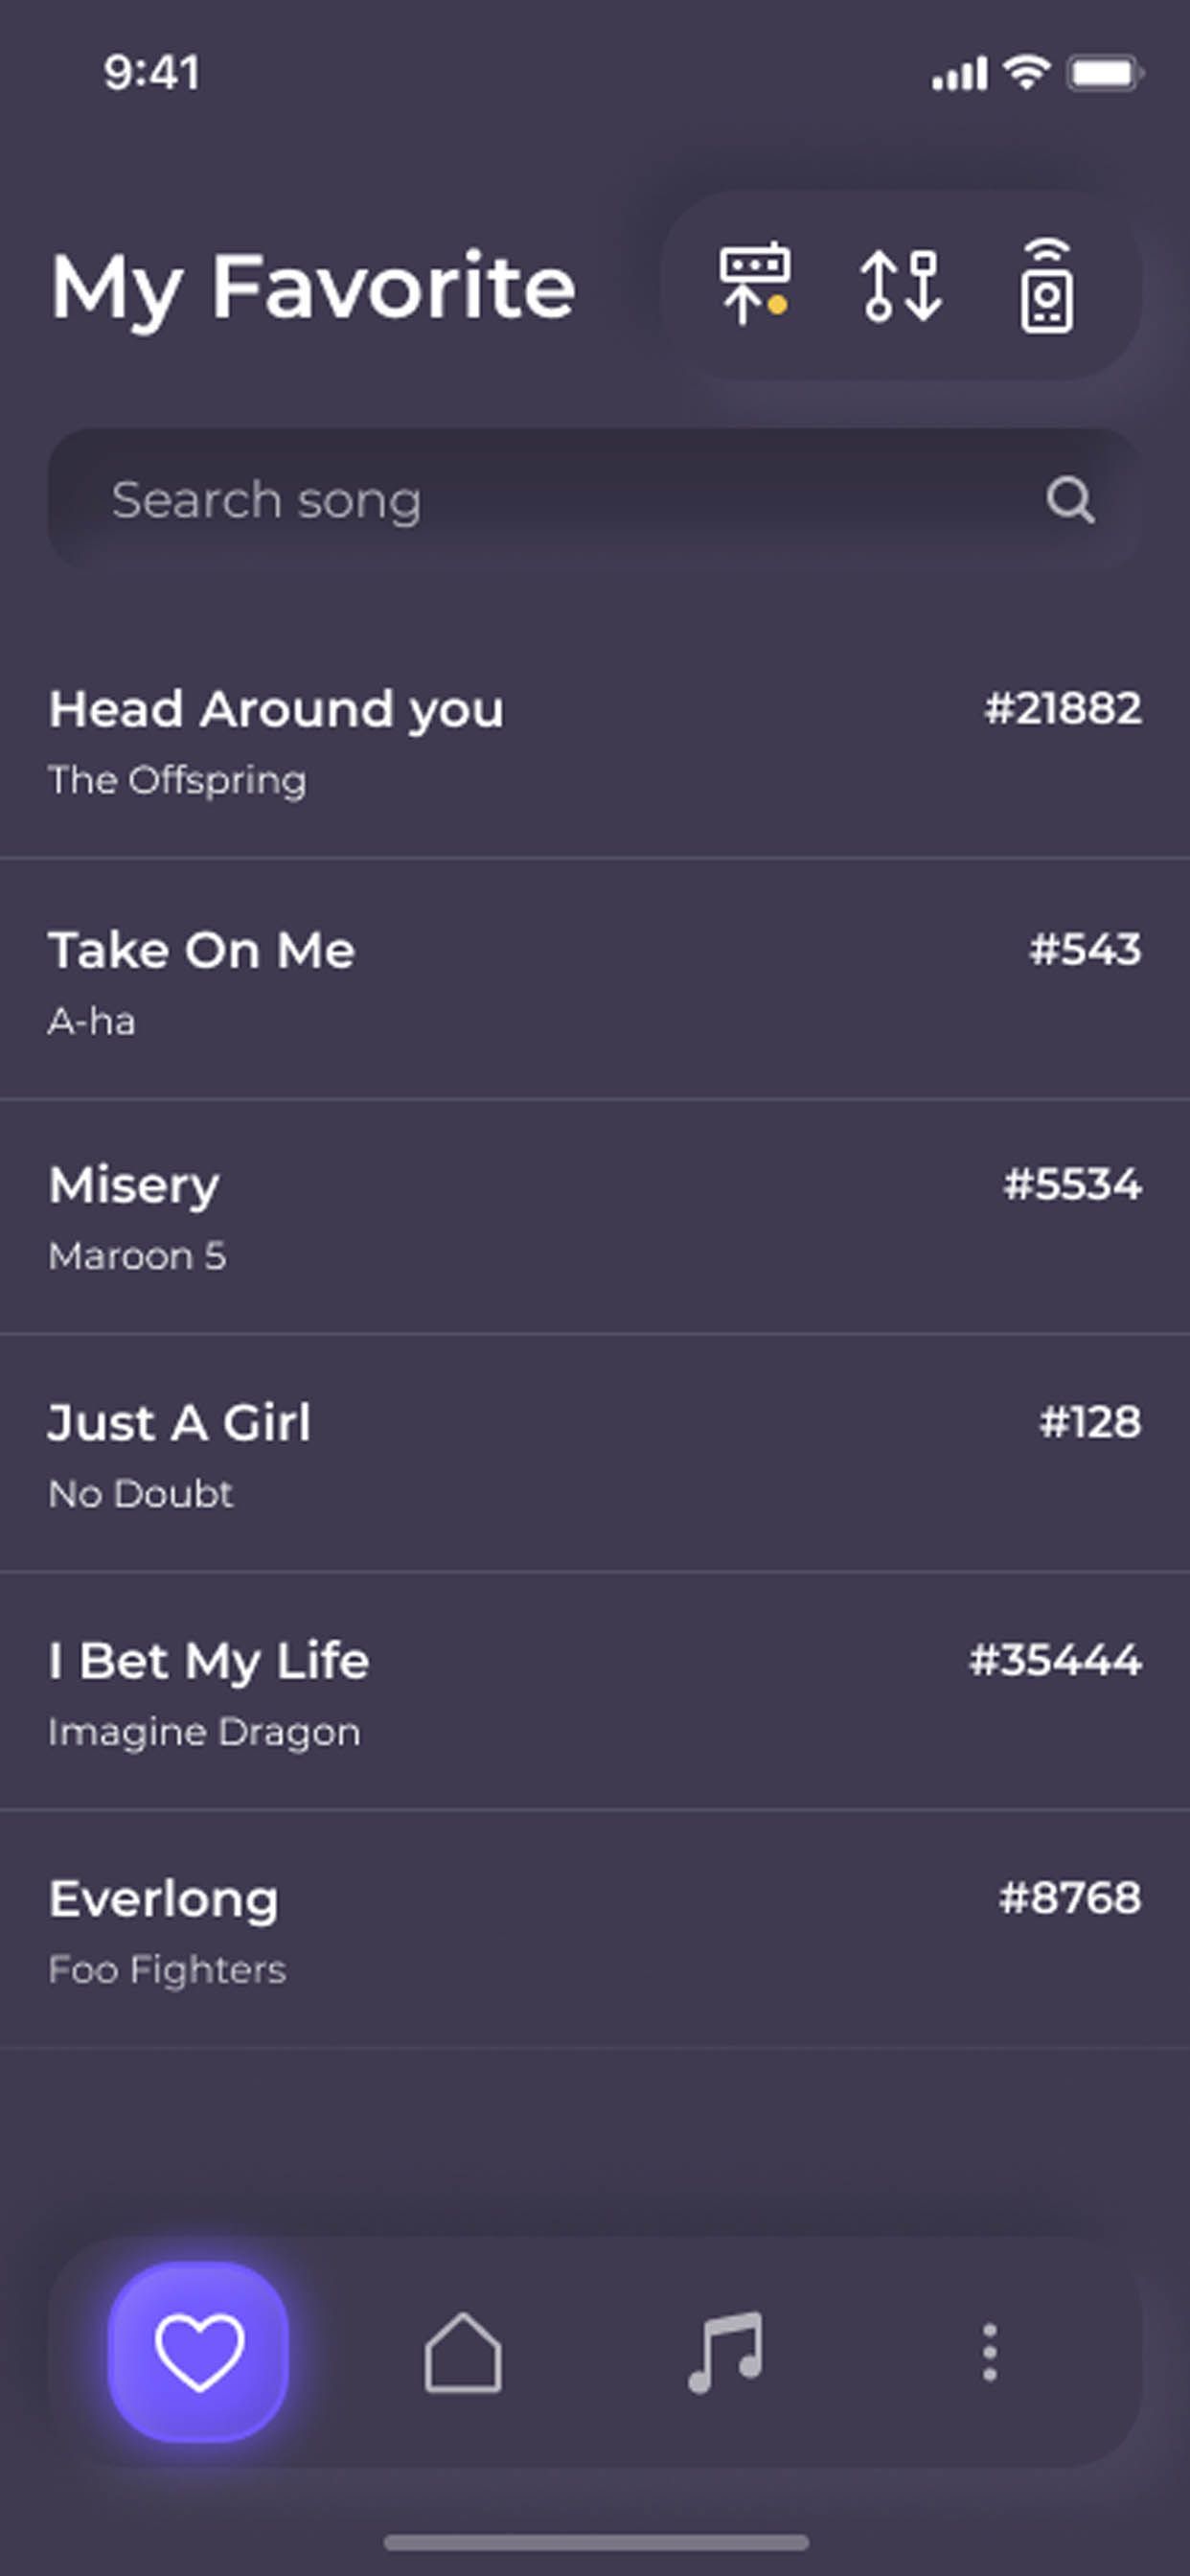 9:41
My Favorite
Search song
Head Around you #21882
The Offspring
Take On Me #543
A-ha
Misery #5534
Maroon 5
Just A Girl #128
No Doubt
I Bet My Life #35444
Imagine Dragon
Everlong #8768
Foo Fighters